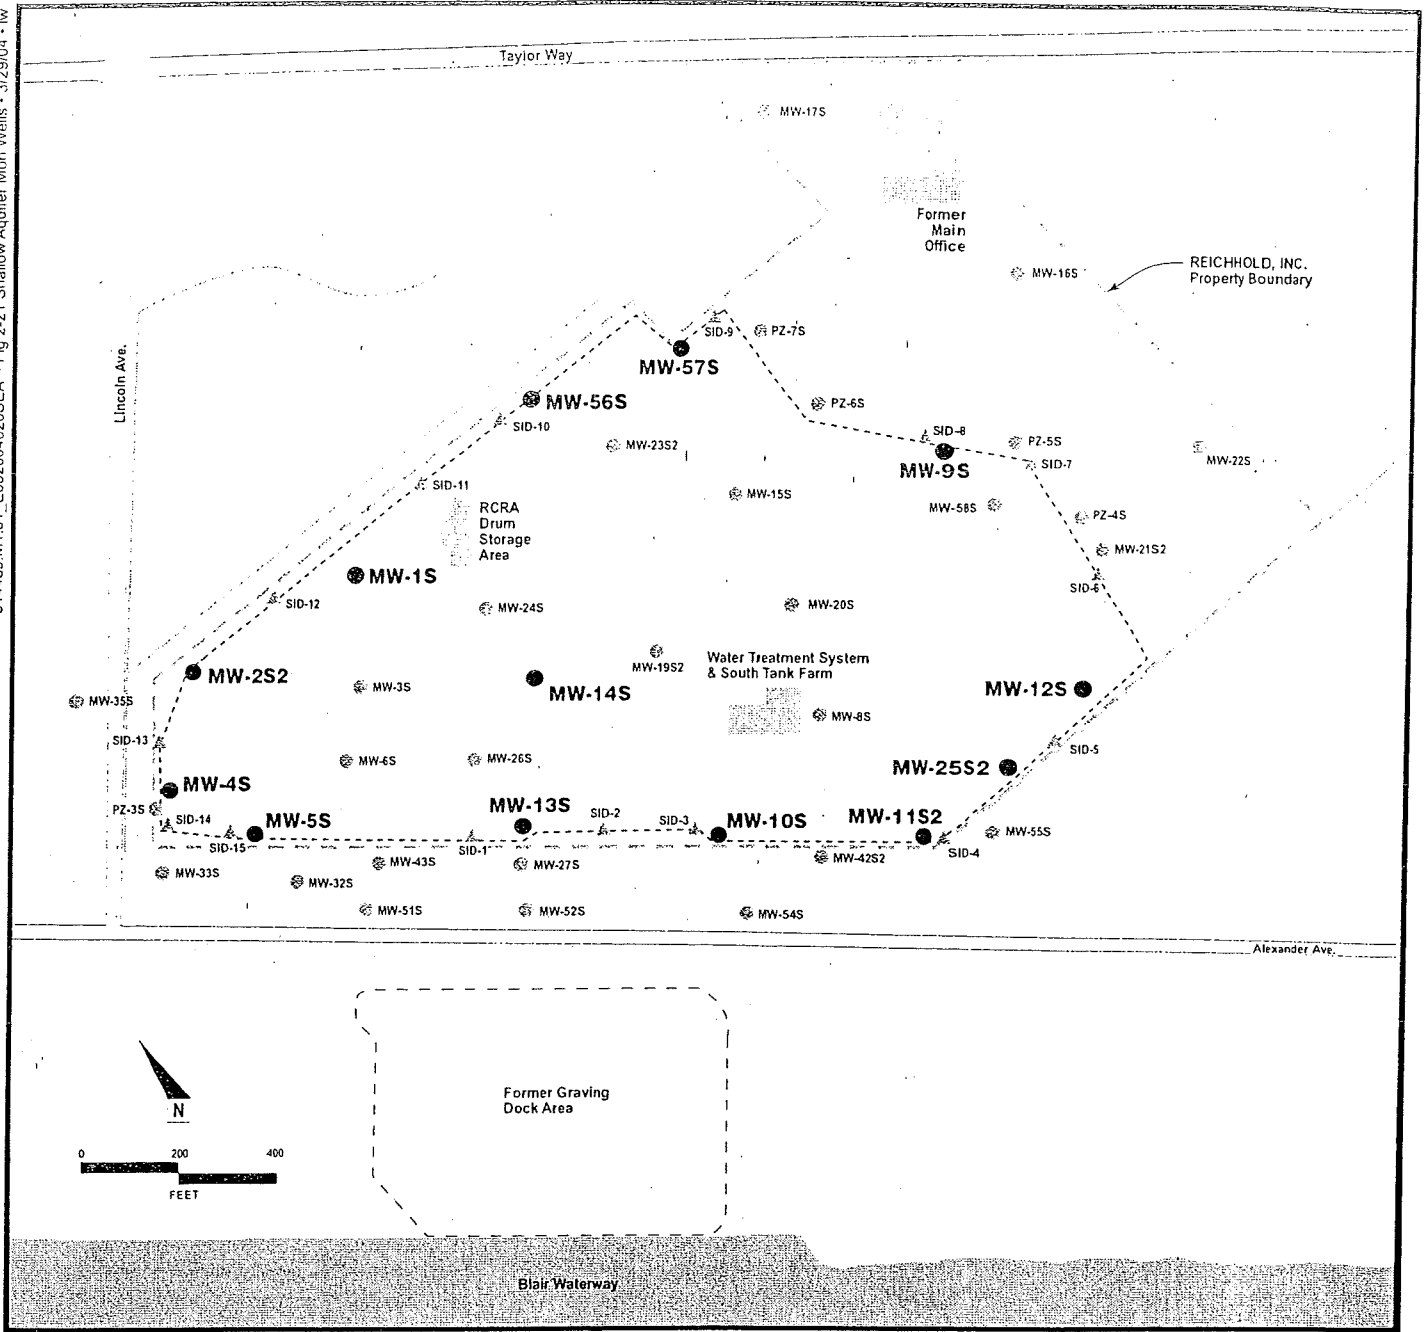 Taylor Way
MW-17S
Former
Main
Office
MW-16S
REICHHOLD, INC.
Property Boundary
Lincoln Ave.
SID-9
PZ-7S
MW-57S
MW-56S
PZ-6S
SID-10
MW-23S2
SID-8
PZ-5S
MW-9S
SID-7
MW-22S
SID-11
MW-15S
RCRA
Drum
Storage
Area
MW-58S
PZ-4S
MW-21S2
MW-1S
SID-6
SID-12
MW-24S
MW-20S
MW-2S2
MW-3S
MW-19S2
Water Treatment System
& South Tank Farm
MW-14S
MW-12S
MW-35S
MW-8S
SID-13
SID-5
MW-6S
MW-26S
MW-25S2
MW-4S
PZ-3S
SID-14
MW-5S
MW-13S
SID-2
SID-3
MW-10S
MW-11S2
MW-55S
SID-15
SID-1
SID-4
MW-33S
MW-43S
MW-27S
MW-42S2
MW-32S
MW-51S
MW-52S
MW-54S
Alexander Ave.
Former Graving
Dock Area
N
0 200 400
FEET
Blair Waterway